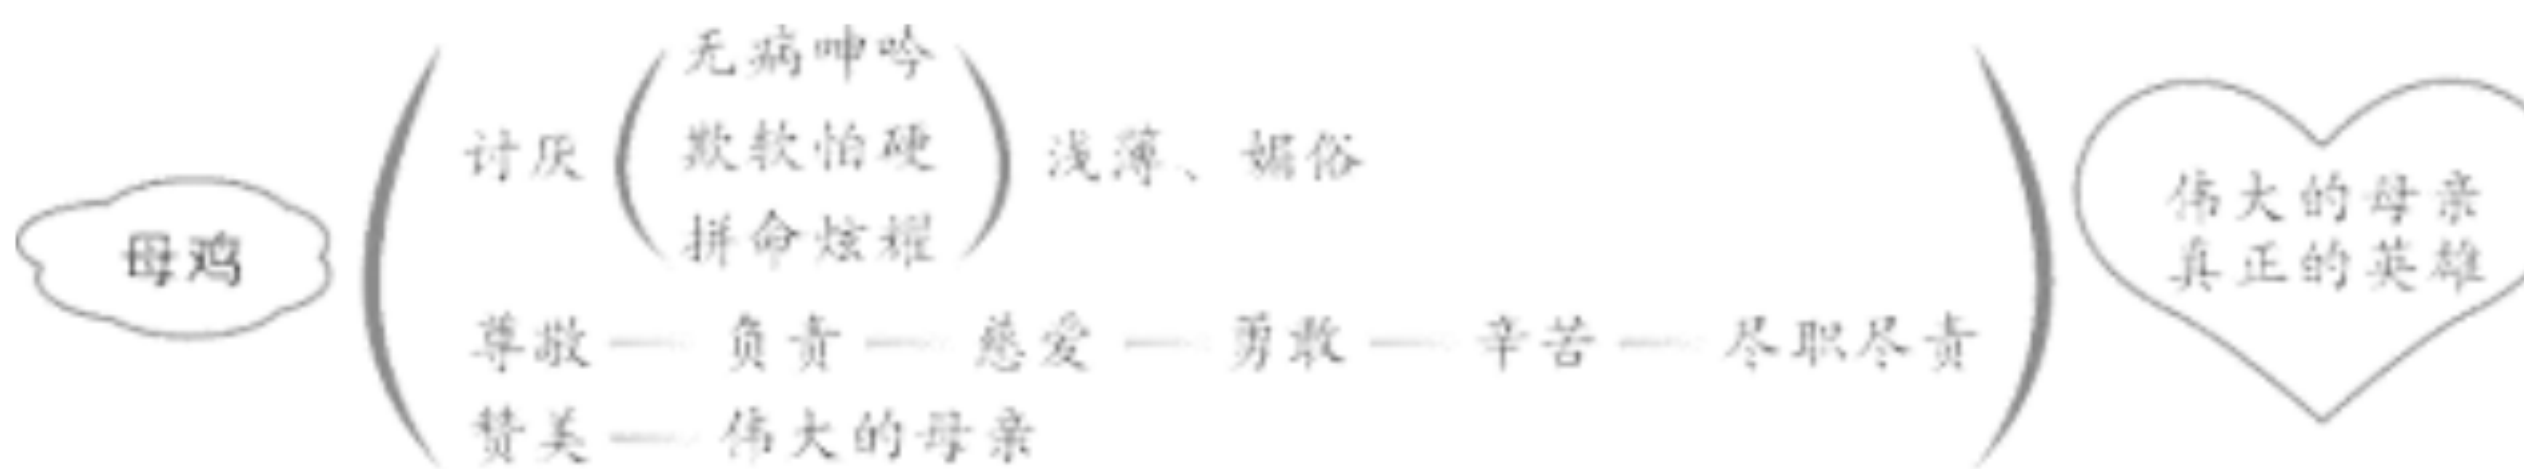 母鸡
讨厌
无病呻吟
欺软怕硬
拼命炫耀
浅薄、媚俗
尊敬 — 负责 — 慈爱 — 勇敢 — 辛苦 — 尽职尽责
赞美 — 伟大的母亲
伟大的母亲
真正的英雄